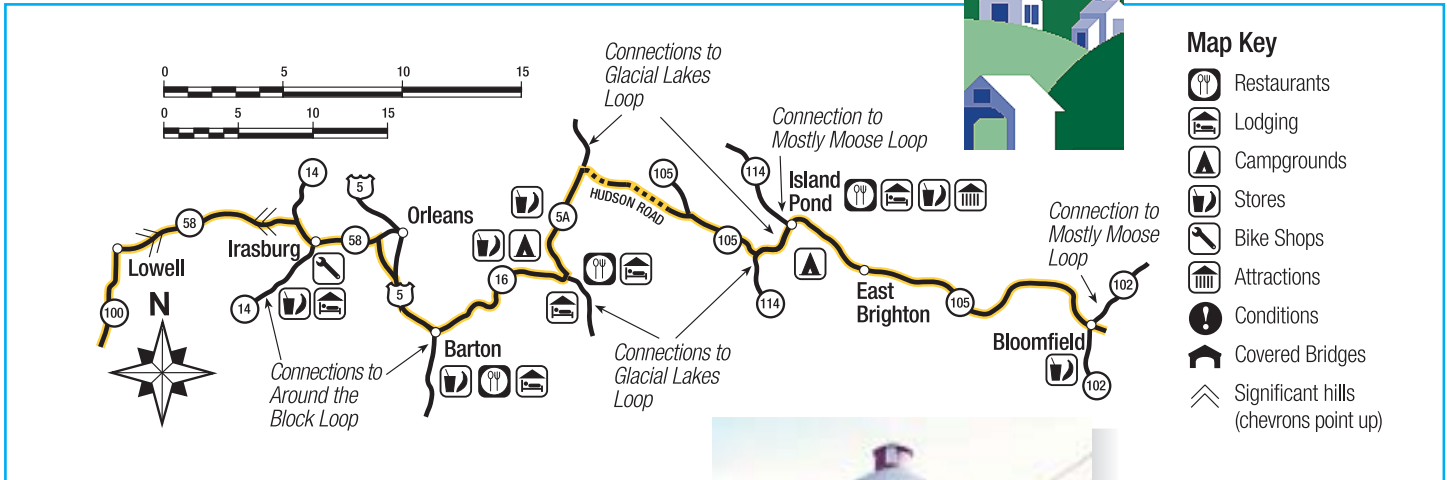 0 5 10 15
0 5 10 15
Connections to
Glacial Lakes
Loop
Connection to
Mostly Moose Loop
Connection to
Mostly Moose
Loop
14
5
Orleans
58
Irasburg
58
Lowell
100
N
14
5
Connections to
Around the
Block Loop
Barton
16
5A
HUDSON ROAD
105
105
114
114
Island
Pond
Connections to
Glacial Lakes
Loop
East
Brighton
105
Bloomfield
102
102
Map Key
Restaurants
Lodging
Campgrounds
Stores
Bike Shops
Attractions
Conditions
Covered Bridges
Significant hills
(chevrons point up)